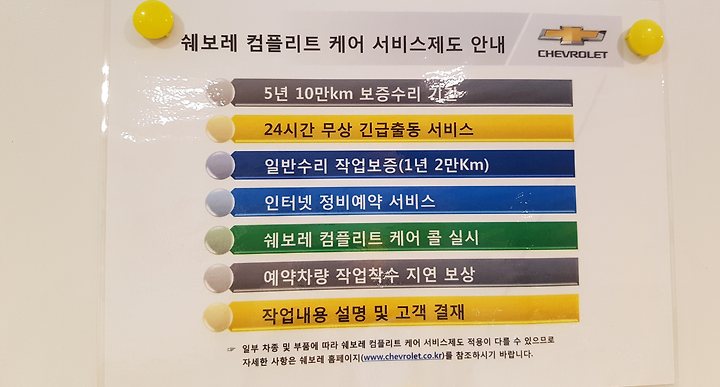 쉐보레 컴플리트 케어 서비스제도 안내
CHEVROLET
5년 10만km 보증수리 기간
24시간 무상 긴급출동 서비스
일반수리 작업보증(1년 2만Km)
인터넷 정비예약 서비스
쉐보레 컴플리트 케어 콜 실시
예약차량 작업착수 지연 보상
작업내용 설명 및 고객 결재
☞ 일부 차종 및 부품에 따라 쉐보레 컴플리트 케어 서비스제도 적용이 다를 수 있으므로
자세한 사항은 쉐보레 홈페이지(www.chevrolet.co.kr)를 참조하시기 바랍니다.